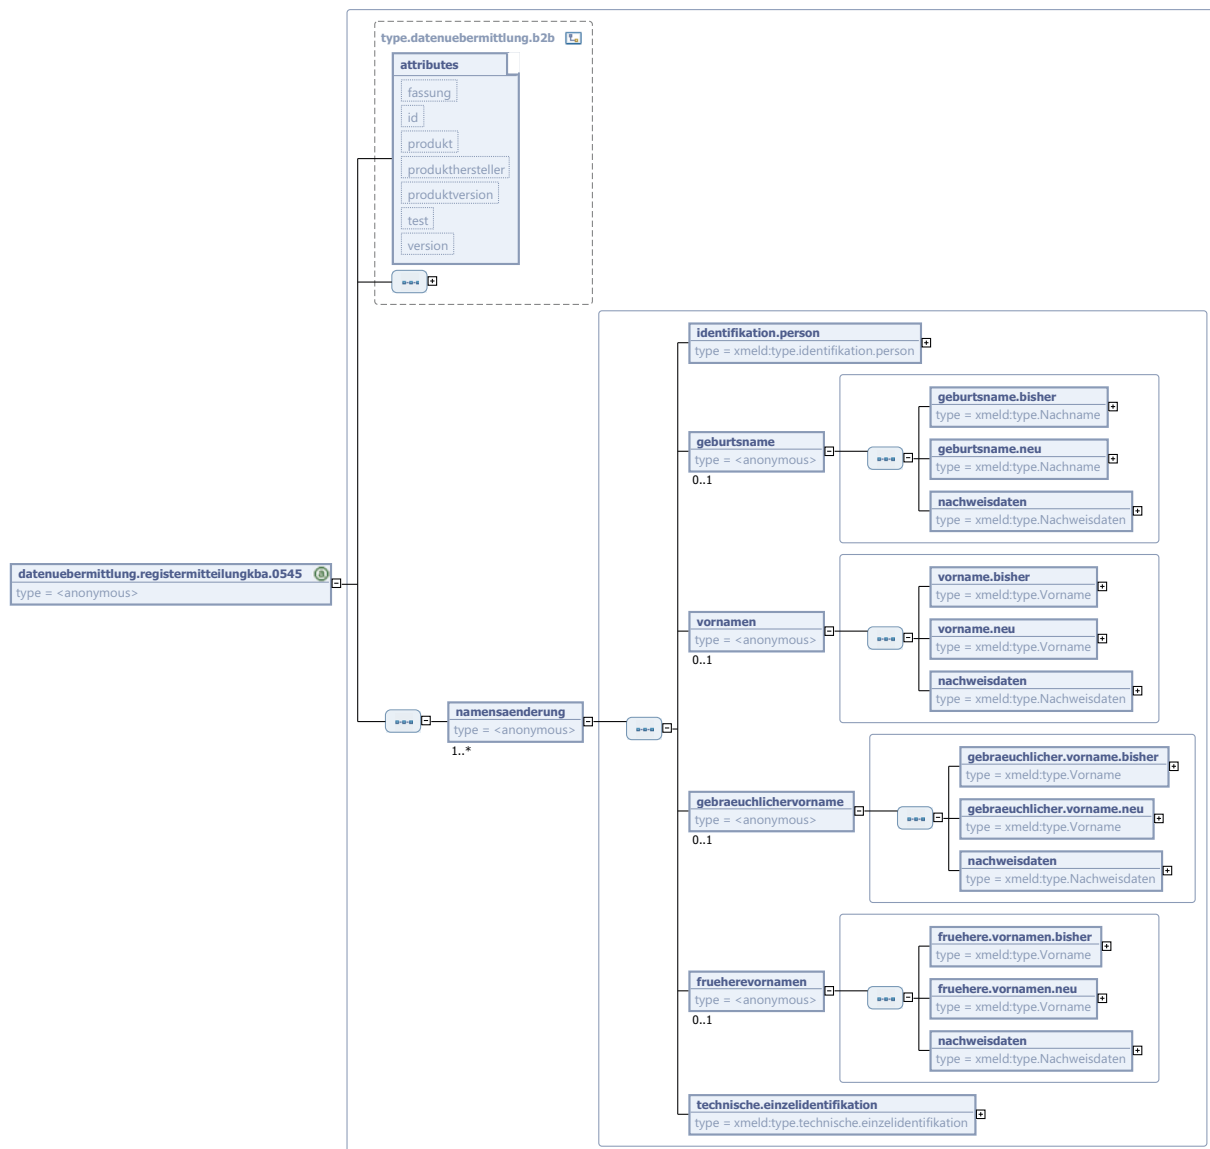 type.datenuebermittlung.b2b
attributes
fassung
id
produkt
produkthersteller
produktversion
test
version
identifikation.person
type = xmeld:type.identifikation.person
geburtsname
type = <anonymous>
0..1
geburtsname.bisher
type = xmeld:type.Nachname
geburtsname.neu
type = xmeld:type.Nachname
nachweisdaten
type = xmeld:type.Nachweisdaten
datenuebermittlung.registermitteilungkba.0545
type = <anonymous>
vornamen
type = <anonymous>
0..1
vorname.bisher
type = xmeld:type.Vorname
vorname.neu
type = xmeld:type.Vorname
nachweisdaten
type = xmeld:type.Nachweisdaten
namensaenderung
type = <anonymous>
1..*
gebraeuchlichervorname
type = <anonymous>
0..1
gebraeuchlicher.vorname.bisher
type = xmeld:type.Vorname
gebraeuchlicher.vorname.neu
type = xmeld:type.Vorname
nachweisdaten
type = xmeld:type.Nachweisdaten
frueherevornamen
type = <anonymous>
0..1
fruehere.vornamen.bisher
type = xmeld:type.Vorname
fruehere.vornamen.neu
type = xmeld:type.Vorname
nachweisdaten
type = xmeld:type.Nachweisdaten
technische.einzelidentifikation
type = xmeld:type.technische.einzelidentifikation